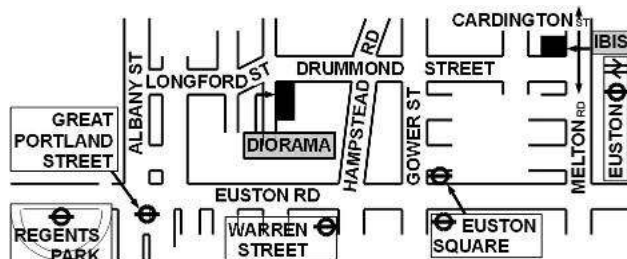 CARDINGTON ST
IBIS
HAMPSTEAD RD
DRUMMOND STREET
LONGFORD ST
ALBANY ST
GREAT
PORTLAND
STREET
DIORAMA
GOWER ST
MELTON RD
EUSTON
EUSTON RD
REGENTS
PARK
WARREN
STREET
EUSTON
SQUARE